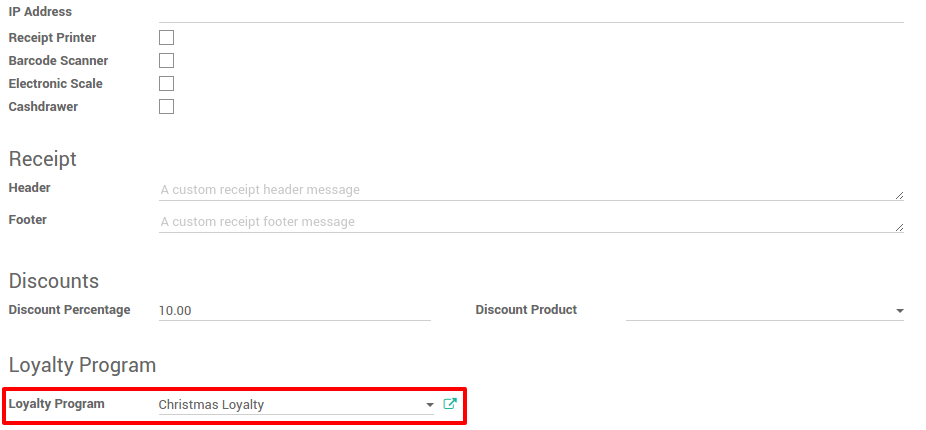 IP Address
Receipt Printer
Barcode Scanner
Electronic Scale
Cashdrawer
Receipt
Header A custom receipt header message
Footer A custom receipt footer message
Discounts
Discount Percentage 10.00 Discount Product
Loyalty Program
Loyalty Program Christmas Loyalty